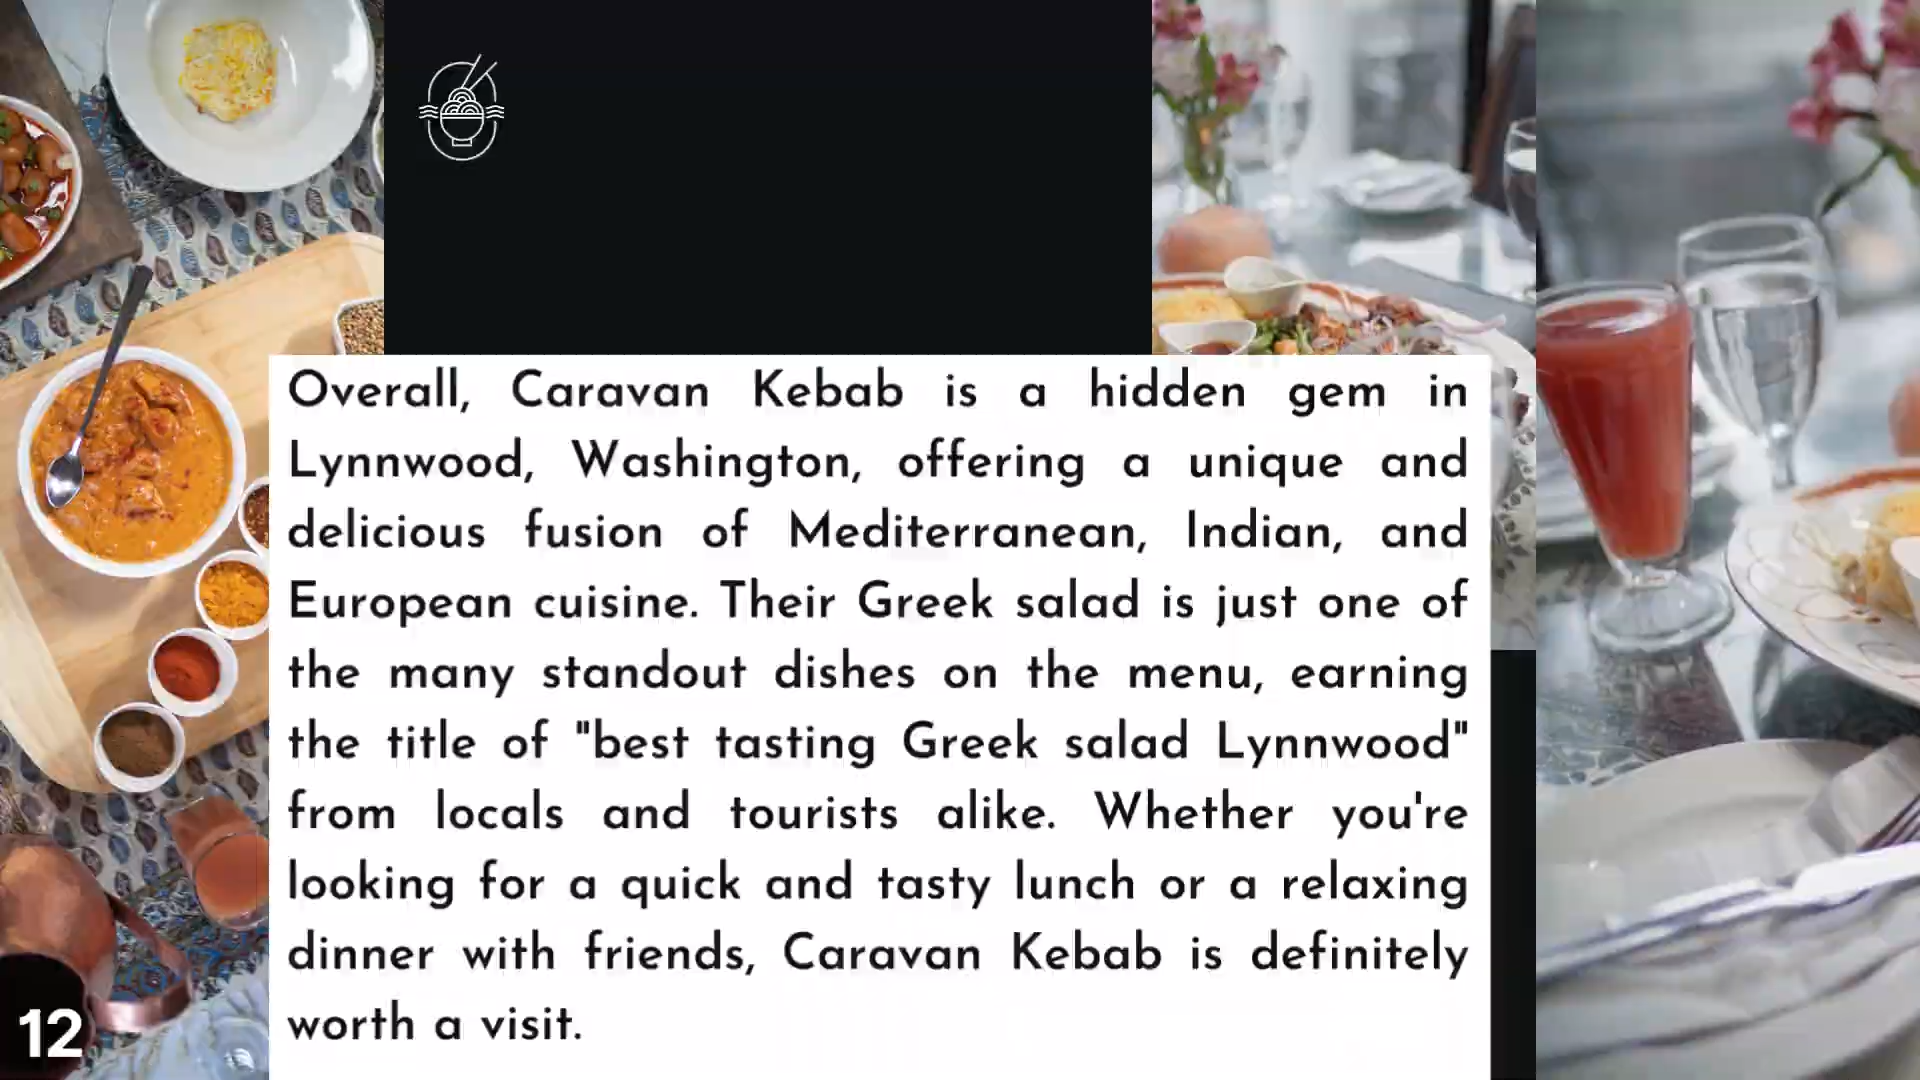 Overall, Caravan Kebab is a hidden gem in
Lynnwood, Washington, offering a unique and
delicious fusion of Mediterranean, Indian, and
European cuisine. Their Greek salad is just one of
the many standout dishes on the menu, earning
the title of "best tasting Greek salad Lynnwood"
from locals and tourists alike. Whether you're
looking for a quick and tasty lunch or a relaxing
dinner with friends, Caravan Kebab is definitely
worth a visit.
12